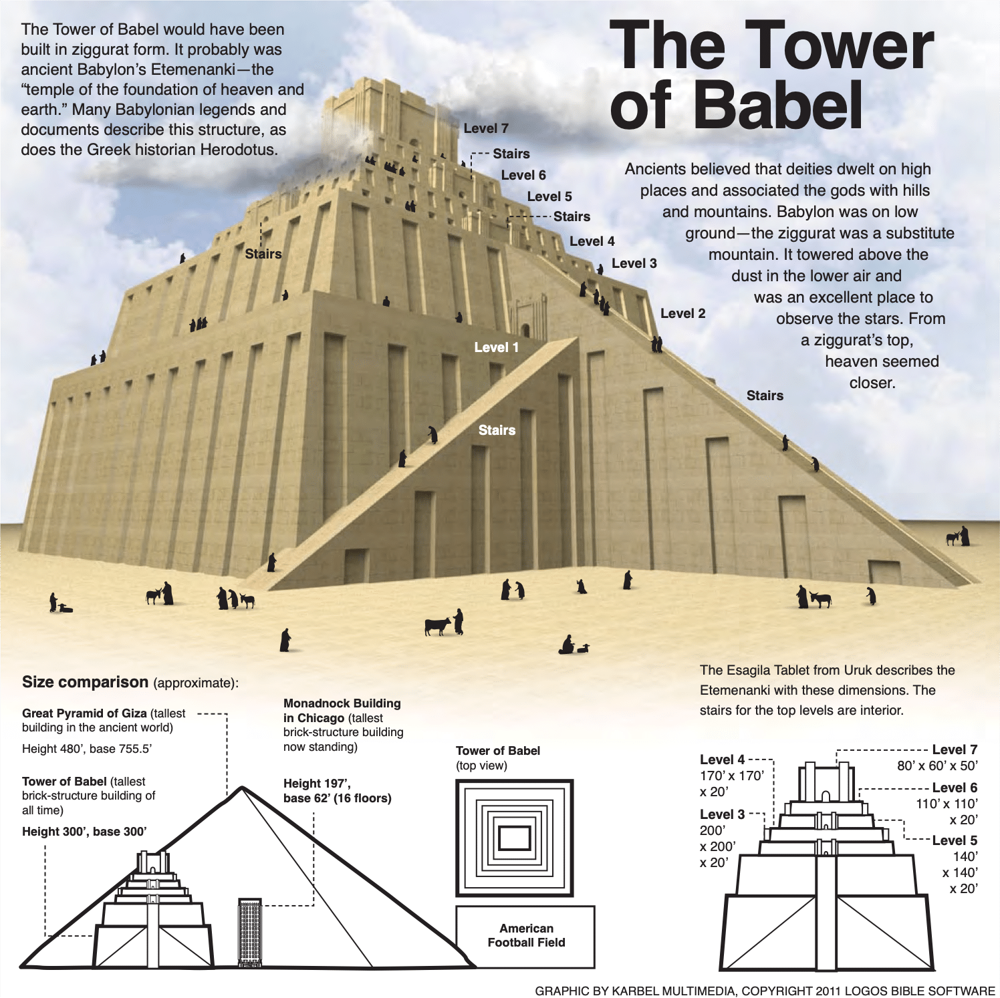 The Tower of Babel would have been
built in ziggurat form. It probably was
ancient Babylon’s Etemenanki—the
“temple of the foundation of heaven and
earth.” Many Babylonian legends and
documents describe this structure, as
does the Greek historian Herodotus.
The Tower
of Babel
Ancients believed that deities dwelt on high
places and associated the gods with hills
and mountains. Babylon was on low
ground—the ziggurat was a substitute
mountain. It towered above the
dust in the lower air and
was an excellent place to
observe the stars. From
a ziggurat’s top,
heaven seemed
closer.
Level 7
Stairs
Level 6
Level 5
Stairs
Level 4
Stairs
Level 3
Level 2
Level 1
Stairs
Stairs
Size comparison (approximate):
Great Pyramid of Giza (tallest
building in the ancient world)
Height 480’, base 755.5’
Tower of Babel (tallest
brick-structure building of
all time)
Height 300’, base 300’
Monadnock Building
in Chicago (tallest
brick-structure building
now standing)
Height 197’,
base 62’ (16 floors)
Tower of Babel
(top view)
American
Football Field
The Esagila Tablet from Uruk describes the
Etemenanki with these dimensions. The
stairs for the top levels are interior.
Level 4
170’ x 170’
x 20’
Level 3
200’
x 200’
x 20’
Level 7
80’ x 60’ x 50’
Level 6
110’ x 110’
x 20’
Level 5
140’
x 140’
x 20’
GRAPHIC BY KARBEL MULTIMEDIA, COPYRIGHT 2011 LOGOS BIBLE SOFTWARE